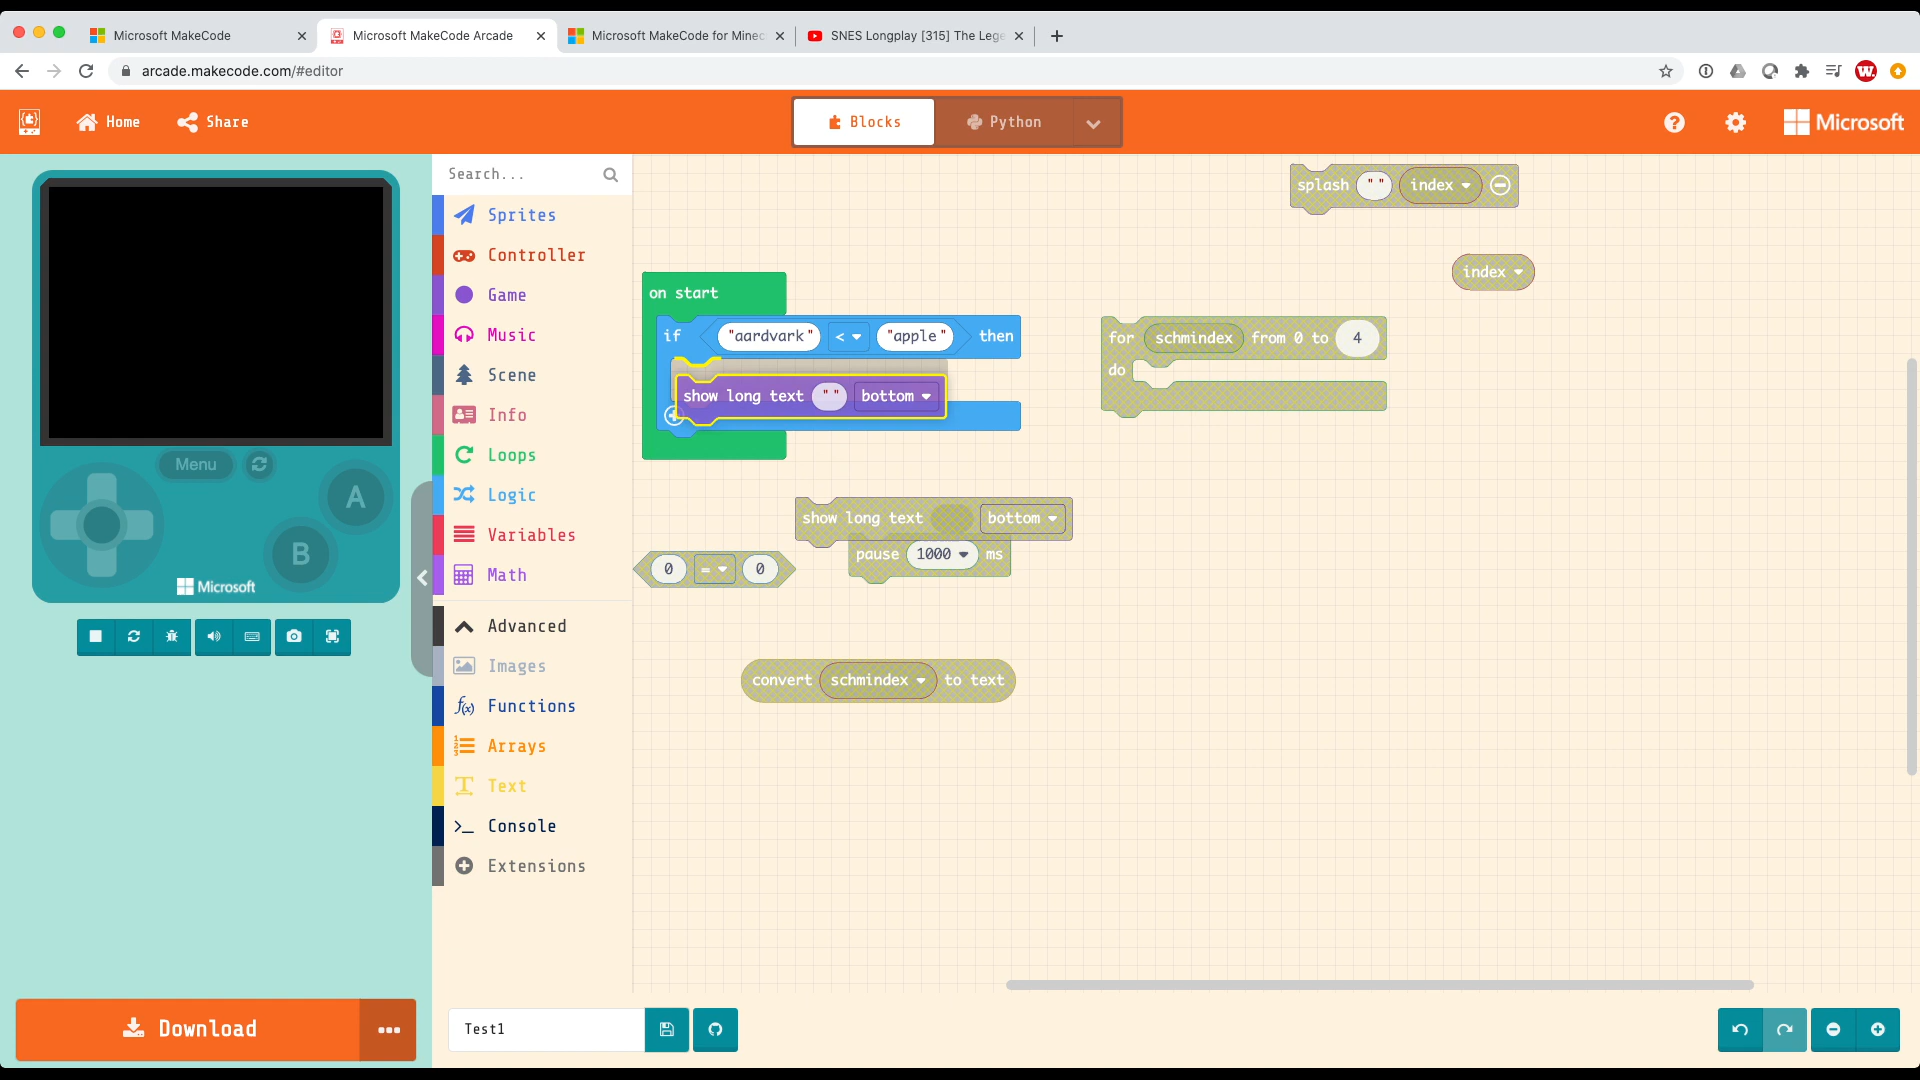 Microsoft MakeCode
Microsoft MakeCode Arcade
Microsoft MakeCode for Minec
SNES Longplay [315] The Lege
arcade.makecode.com/#editor
Home
Share
Blocks
Python
Microsoft
Search...
Sprites
Controller
Game
Music
Scene
Info
Loops
Logic
Variables
Math
Advanced
Images
Functions
Arrays
Text
Console
Extensions
Menu
A
B
Microsoft
on start
if "aardvark" < "apple" then
show long text "" bottom
show long text bottom
pause 1000 ms
0 = 0
convert schmindex to text
splash "" index
index
for schmindex from 0 to 4
do
Download
Test1